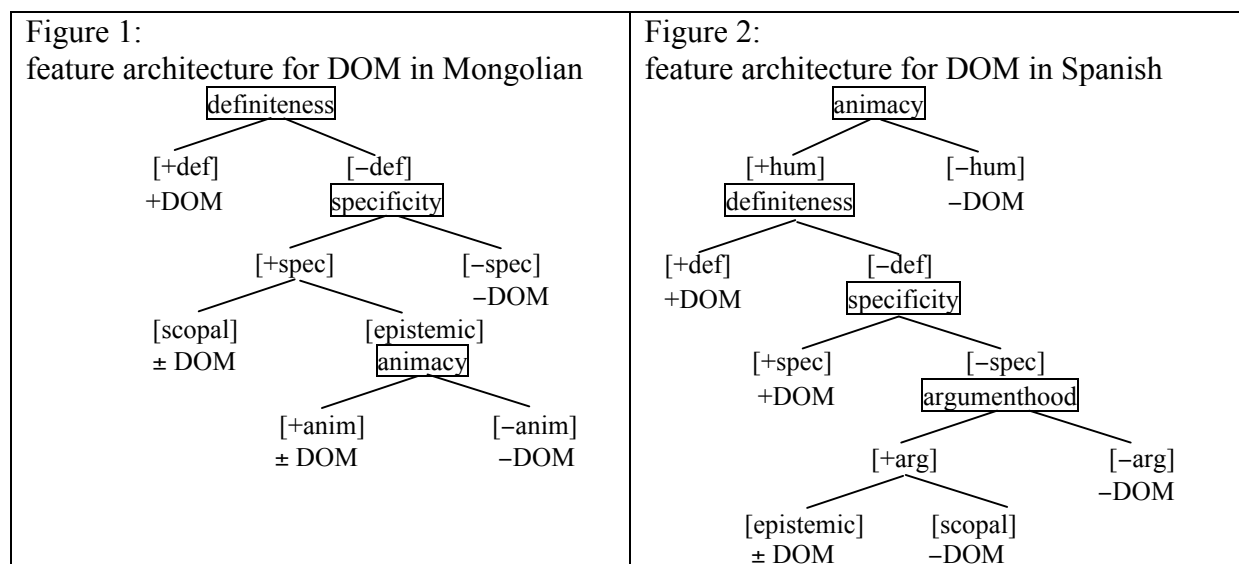 Figure 1:
feature architecture for DOM in Mongolian
definiteness
[+def] [−def]
+DOM specificity
[+spec] [−spec]
−DOM
[scopal] [epistemic]
± DOM animacy
[+anim] [−anim]
± DOM −DOM
Figure 2:
feature architecture for DOM in Spanish
animacy
[+hum] [−hum]
definiteness −DOM
[+def] [−def]
+DOM specificity
[+spec] [−spec]
+DOM argumenthood
[+arg] [−arg]
−DOM
[epistemic] [scopal]
± DOM −DOM